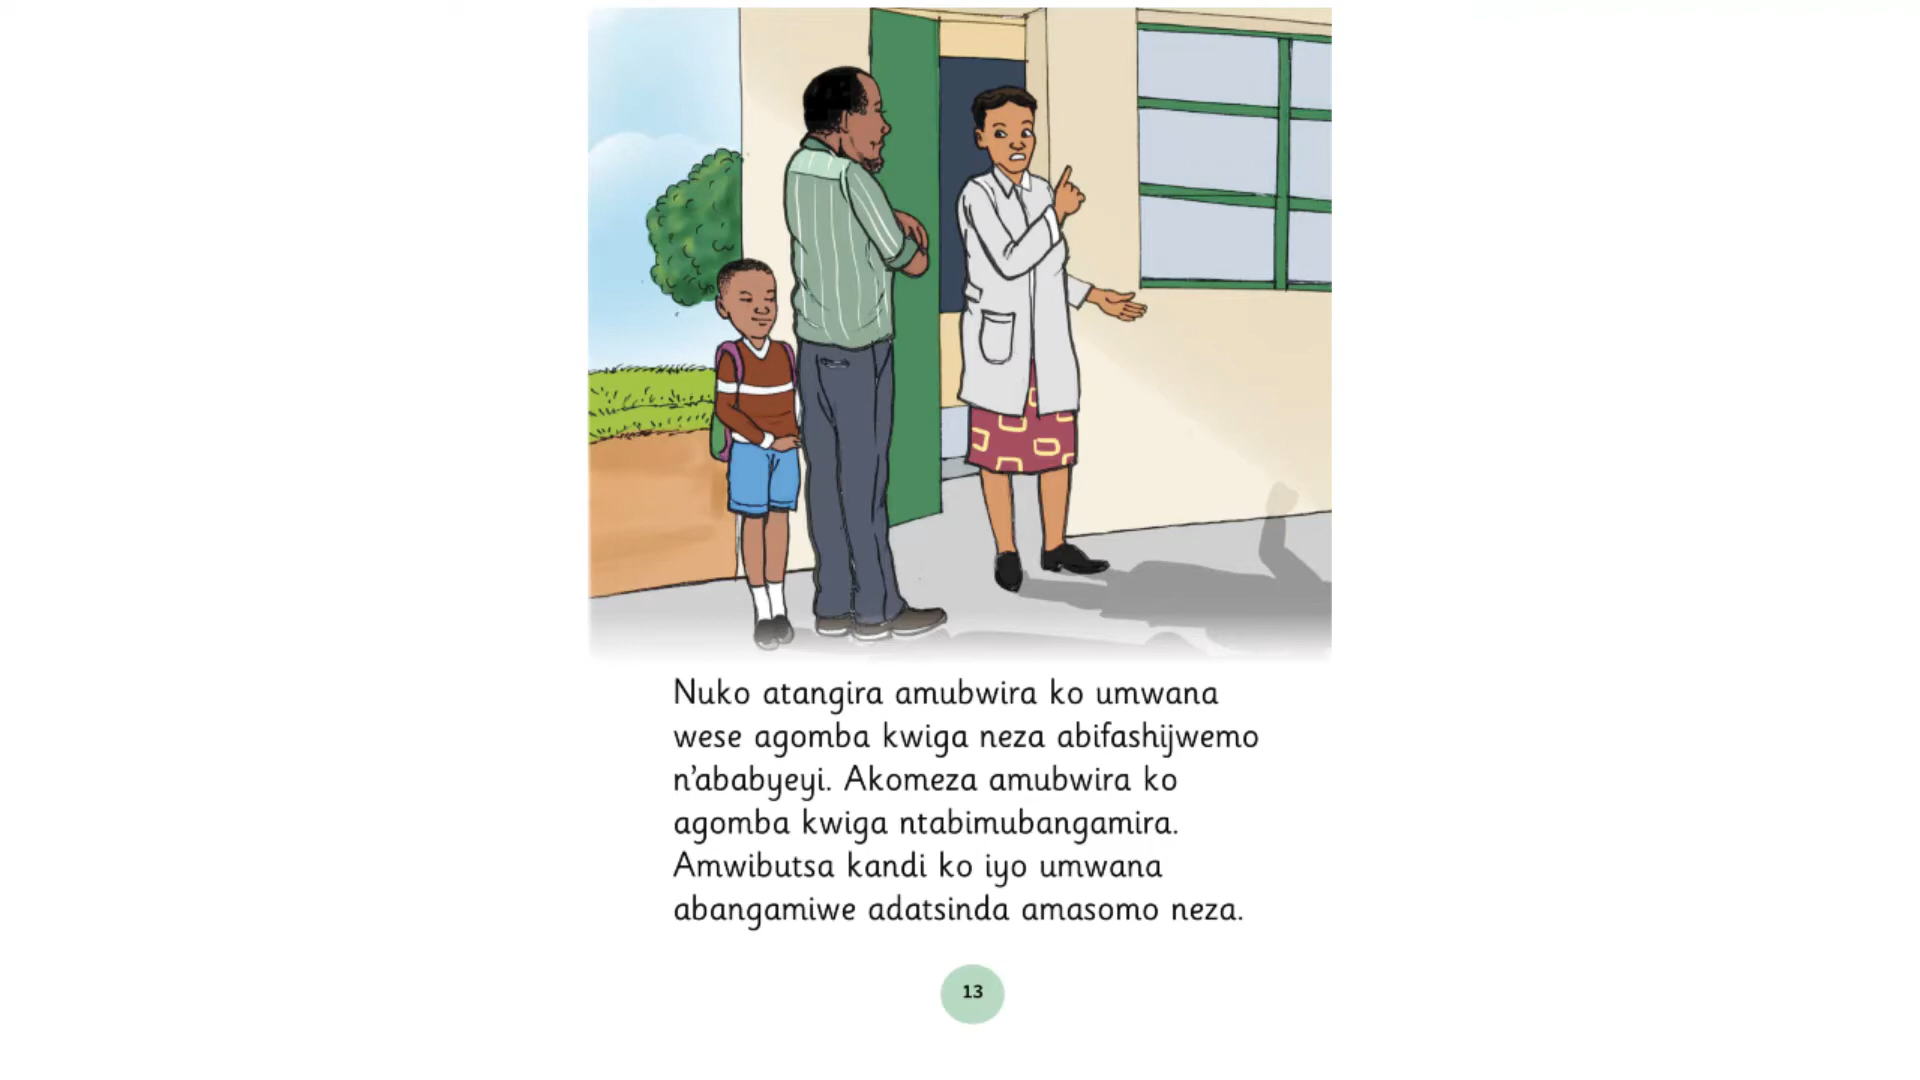 Nuko atangira amubwira ko umwana
wese agomba kwiga neza abifashijwemo
n’ababyeyi. Akomeza amubwira ko
agomba kwiga ntabimubangamira.
Amwibutsa kandi ko iyo umwana
abangamiwe adatsinda amasomo neza.
13